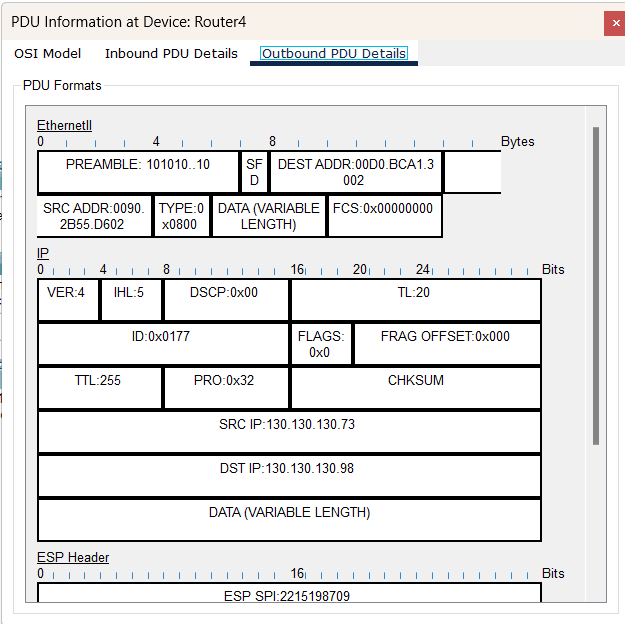 PDU Information at Device: Router4
OSI Model Inbound PDU Details Outbound PDU Details
PDU Formats
EthernetII
0 4 8 Bytes
PREAMBLE: 101010..10 SF DEST ADDR:00D0.BCA1.3
D 002
SRC ADDR:0090. TYPE:0 DATA (VARIABLE FCS:0x00000000
2B55.D602 x0800 LENGTH)
IP
0 4 8 16 20 24 Bits
VER:4 IHL:5 DSCP:0x00 TL:20
ID:0x0177 FLAGS: FRAG OFFSET:0x000
0x0
TTL:255 PRO:0x32 CHKSUM
SRC IP:130.130.130.73
DST IP:130.130.130.98
DATA (VARIABLE LENGTH)
ESP Header
0 16 Bits
ESP SPI:2215198709